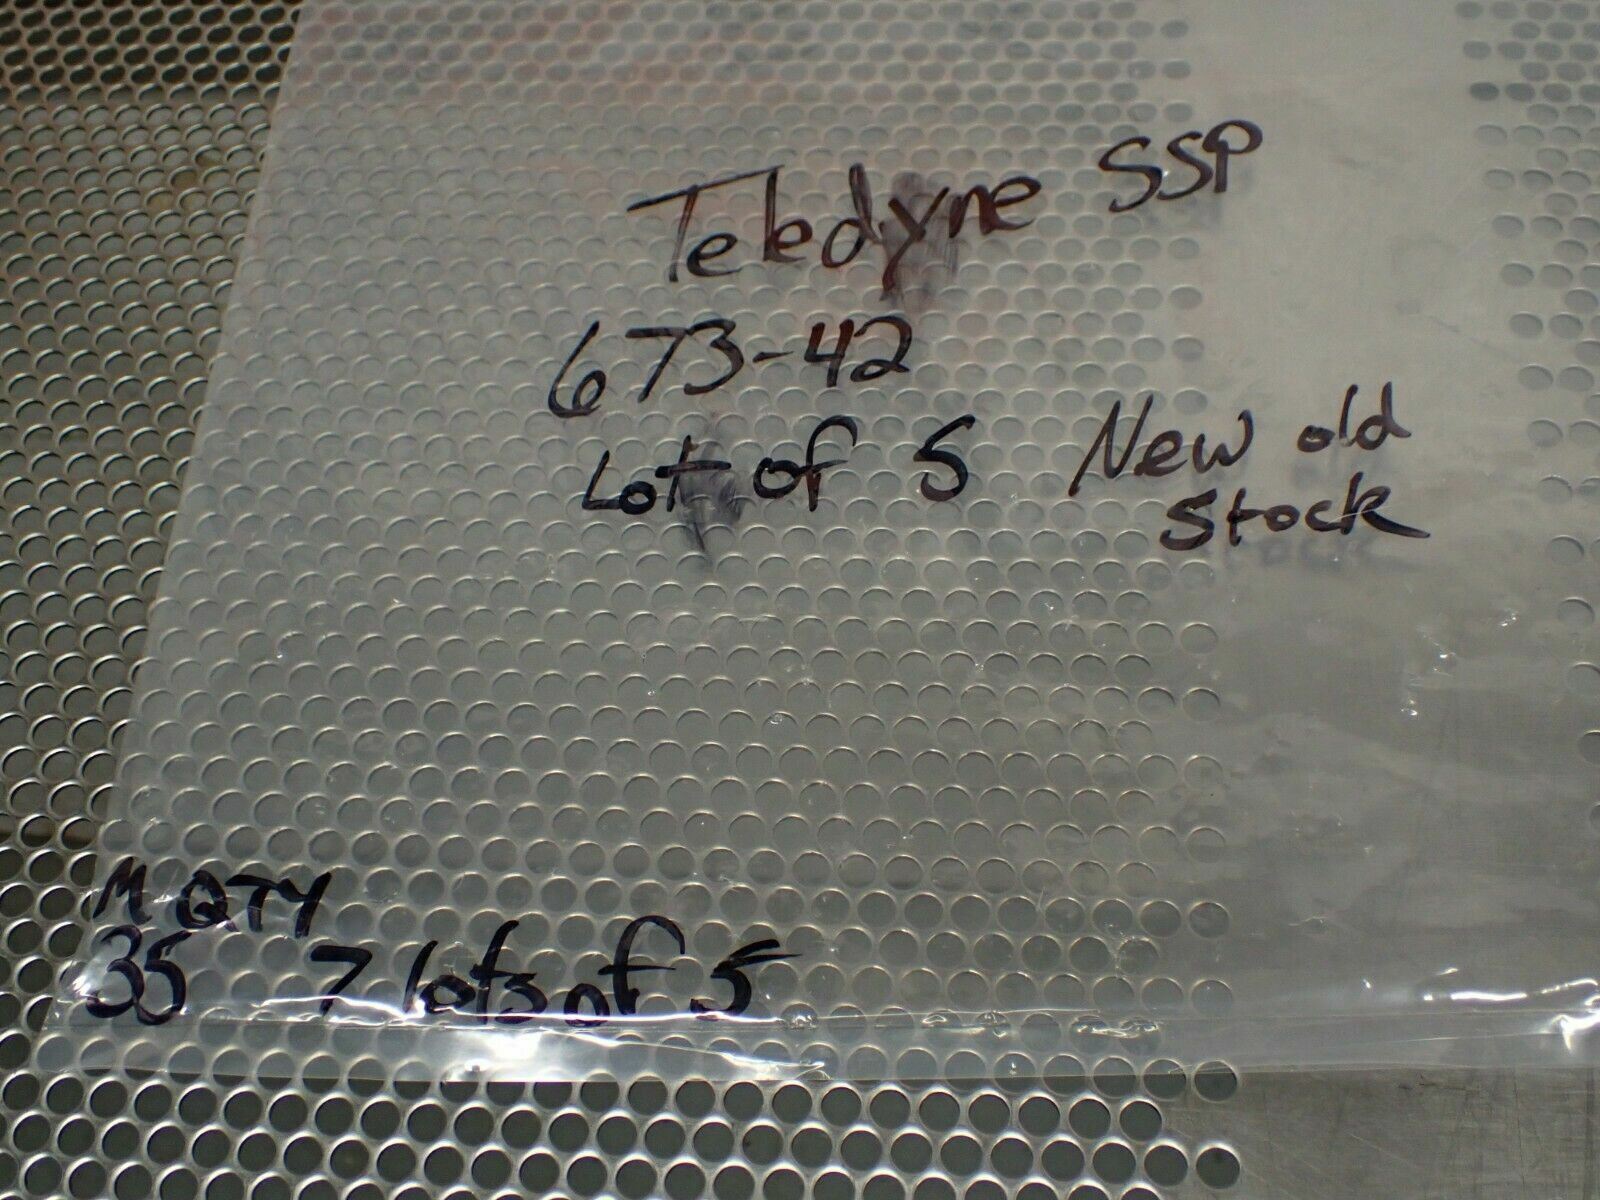 Teledyne SSP
673-42
Lot of 5 New old
Stock
M QTY
35 7 lots of 5